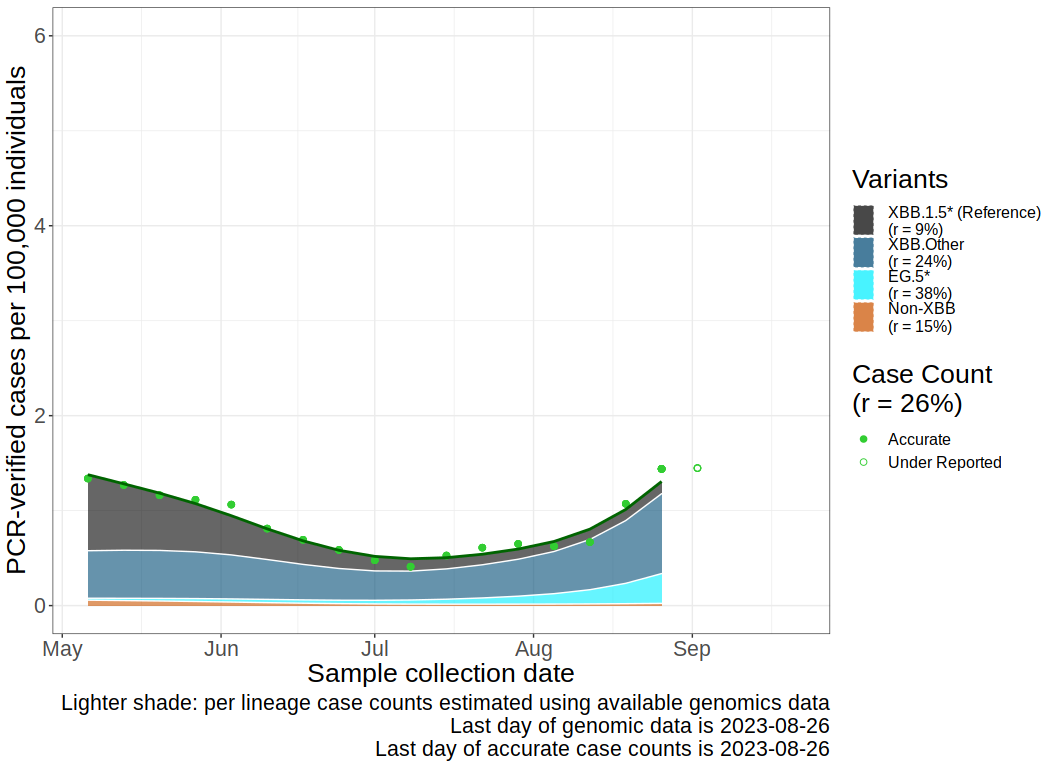 PCR-verified cases per 100,000 individuals
6
4
2
0
May Jun Jul Aug Sep
Sample collection date
Lighter shade: per lineage case counts estimated using available genomics data
Last day of genomic data is 2023-08-26
Last day of accurate case counts is 2023-08-26
Variants
XBB.1.5* (Reference)
(r = 9%)
XBB.Other
(r = 24%)
EG.5*
(r = 38%)
Non-XBB
(r = 15%)
Case Count
(r = 26%)
Accurate
Under Reported